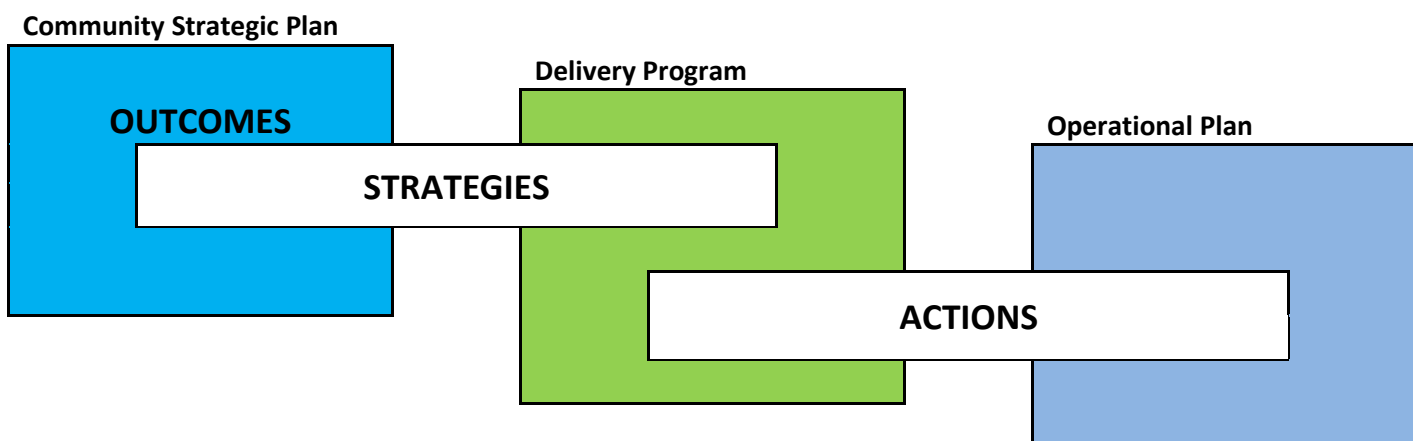 Community Strategic Plan
Delivery Program
OUTCOMES
Operational Plan
STRATEGIES
ACTIONS